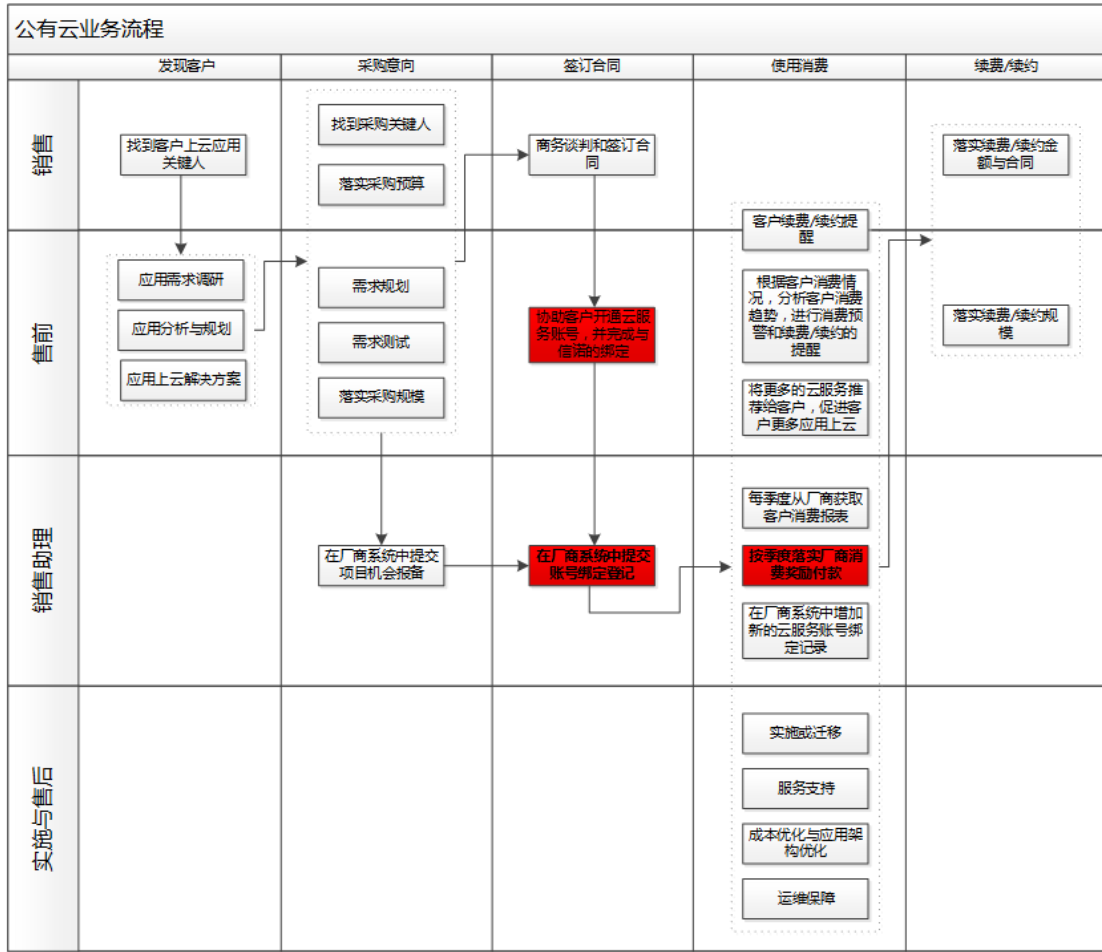 公有云业务流程
发现客户
采购意向
签订合同
使用消费
续费/续约
销售
找到客户上云应用
关键人
找到采购关键人
落实采购预算
商务谈判和签订合
同
客户续费/续约提
醒
落实续费/续约金
额与合同
售前
应用需求调研
应用分析与规划
应用上云解决方案
需求规划
需求测试
落实采购规模
协助客户开通云服
务账号，并完成与
信诺的绑定
根据客户消费情
况，分析客户消费
趋势，进行消费预
警和续费/续约的
提醒
将更多的云服务推
荐给客户，促进客
户更多应用上云
落实续费/续约规
模
销售助理
在厂商系统中提交
项目机会报备
在厂商系统中提交
账号绑定登记
每季度从厂商获取
客户消费报表
按季度落实厂商消
费奖励付款
在厂商系统中增加
新的云服务账号绑
定记录
实施与售后
实施或迁移
服务支持
成本优化与应用架
构优化
运维保障